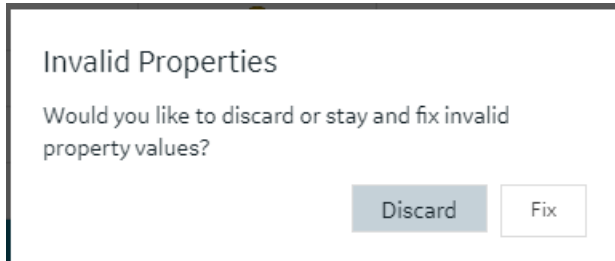 Invalid Properties
Would you like to discard or stay and fix invalid
property values?
Discard
Fix